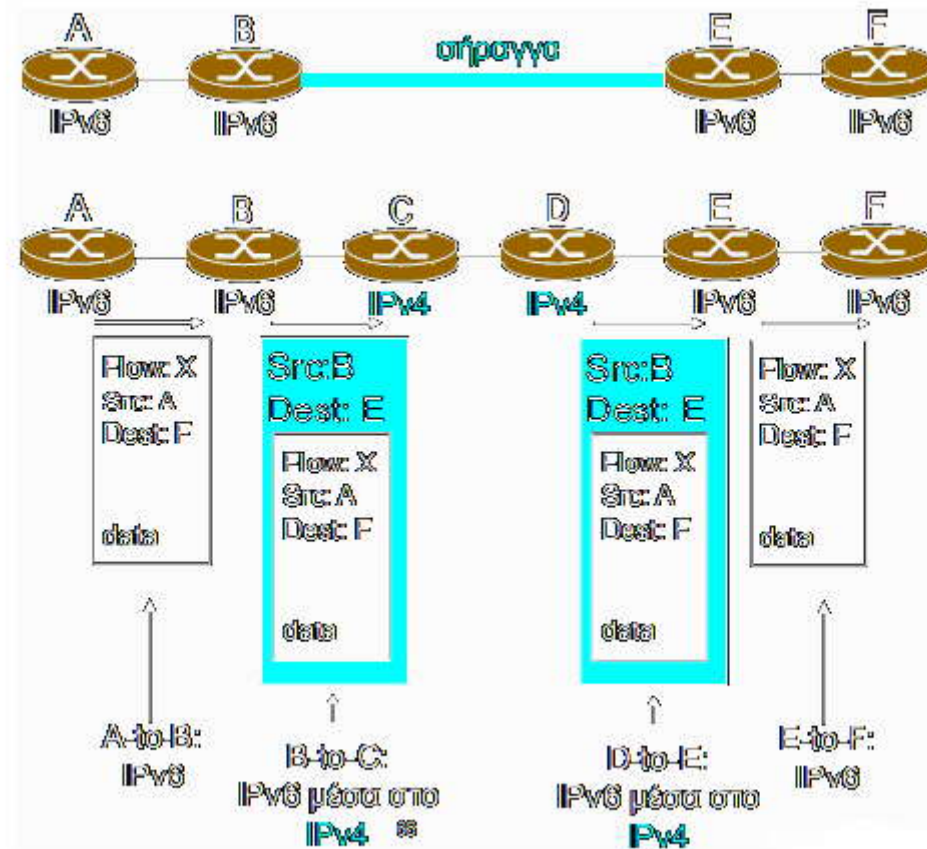 A B σήραγγα E F
IPv6 IPv6 IPv6 IPv6
A B C D E F
IPv6 IPv6 IPv4 IPv4 IPv6 IPv6
Flow: X
Src: A
Dest: F
data
Src:B
Dest: E
Flow: X
Src: A
Dest: F
data
Src:B
Dest: E
Flow: X
Src: A
Dest: F
data
Flow: X
Src: A
Dest: F
data
A-to-B:
IPv6
B-to-C:
IPv6 μέσα στο
IPv4
D-to-E:
IPv6 μέσα στο
IPv4
E-to-F:
IPv6